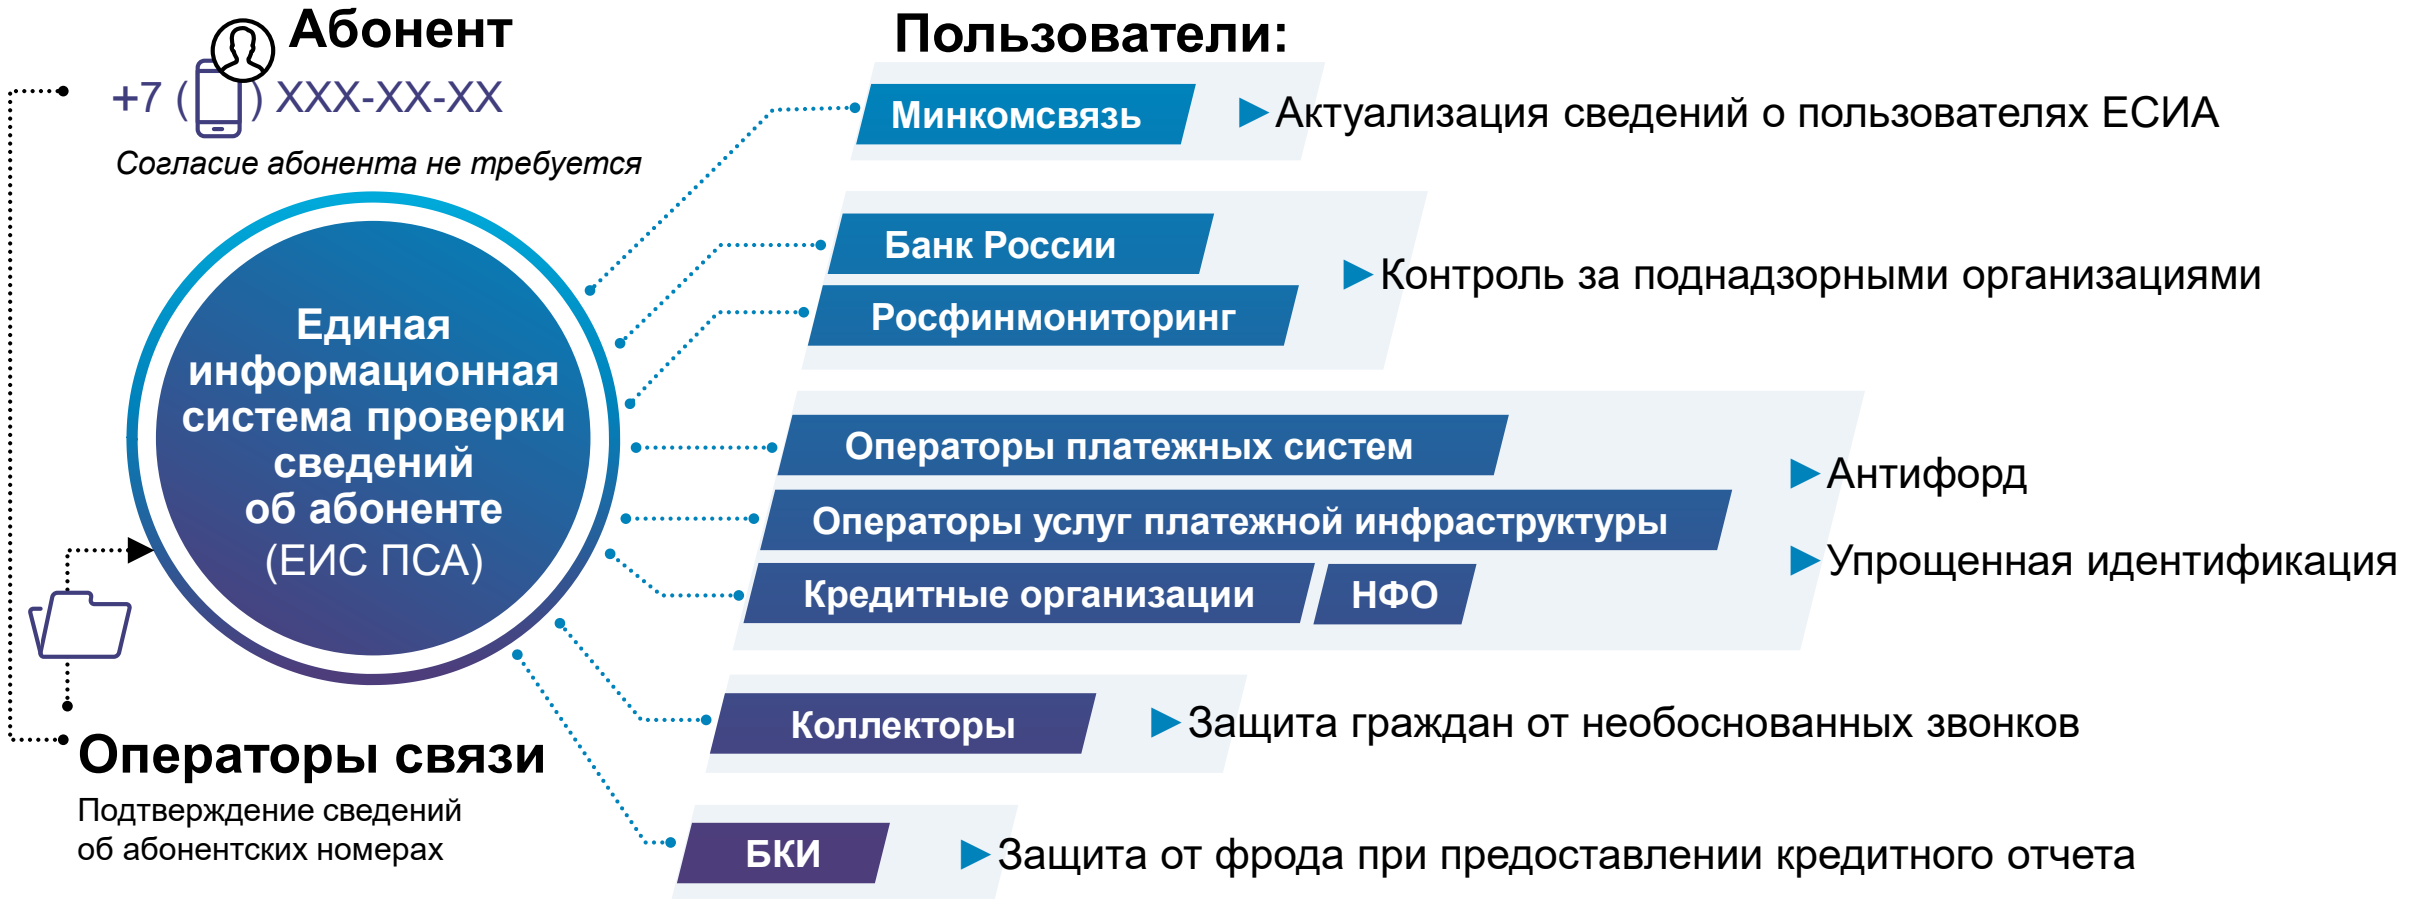 Абонент
+7 ( ) XXX-XX-XX
Согласие абонента не требуется
Единая
информационная
система проверки
сведений
об абоненте
(ЕИС ПСА)
Операторы связи
Подтверждение сведений
об абонентских номерах
Пользователи:
Минкомсвязь
Актуализация сведений о пользователях ЕСИА
Банк России
Росфинмониторинг
Контроль за поднадзорными организациями
Операторы платежных систем
Операторы услуг платежной инфраструктуры
Кредитные организации
НФО
Антифорд
Упрощенная идентификация
Коллекторы
Защита граждан от необоснованных звонков
БКИ
Защита от фрода при предоставлении кредитного отчета